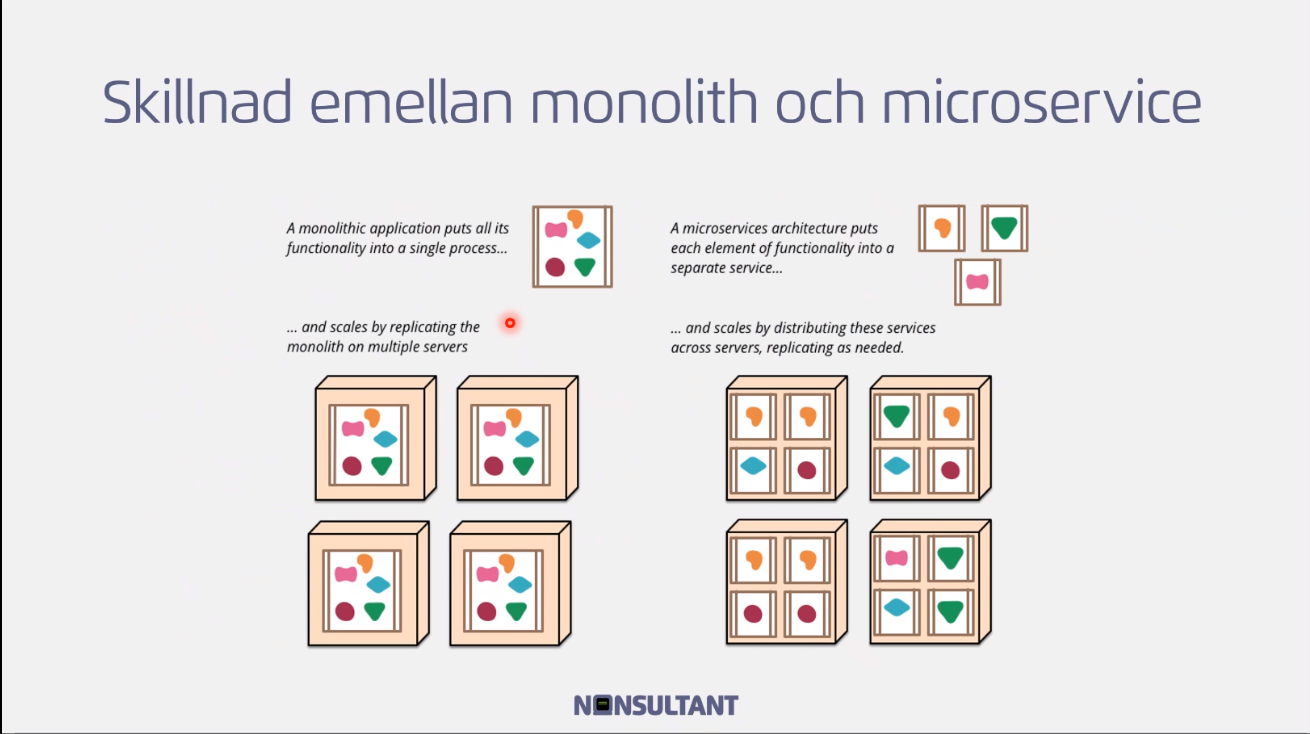 Skillnad emellan monolith och microservice
A monolithic application puts all its
functionality into a single process...
... and scales by replicating the
monolith on multiple servers
A microservices architecture puts
each element of functionality into a
separate service...
... and scales by distributing these services
across servers, replicating as needed.
NONSULTANT